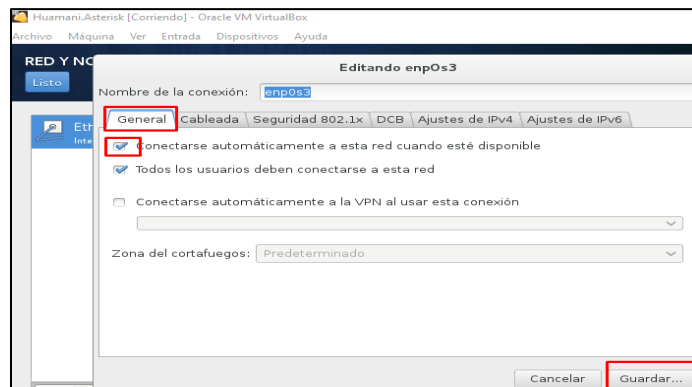 Huamani.Asterisk [Corriendo] - Oracle VM VirtualBox
Archivo Máquina Ver Entrada Dispositivos Ayuda
RED Y NO
Listo
Editando enp0s3
Nombre de la conexión: enp0s3
General Cableada Seguridad 802.1x DCB Ajustes de IPv4 Ajustes de IPv6
Eth
Inte
Conectarse automáticamente a esta red cuando esté disponible
Todos los usuarios deben conectarse a esta red
Conectarse automáticamente a la VPN al usar esta conexión
Zona del cortafuegos: Predeterminado
Cancelar Guardar...